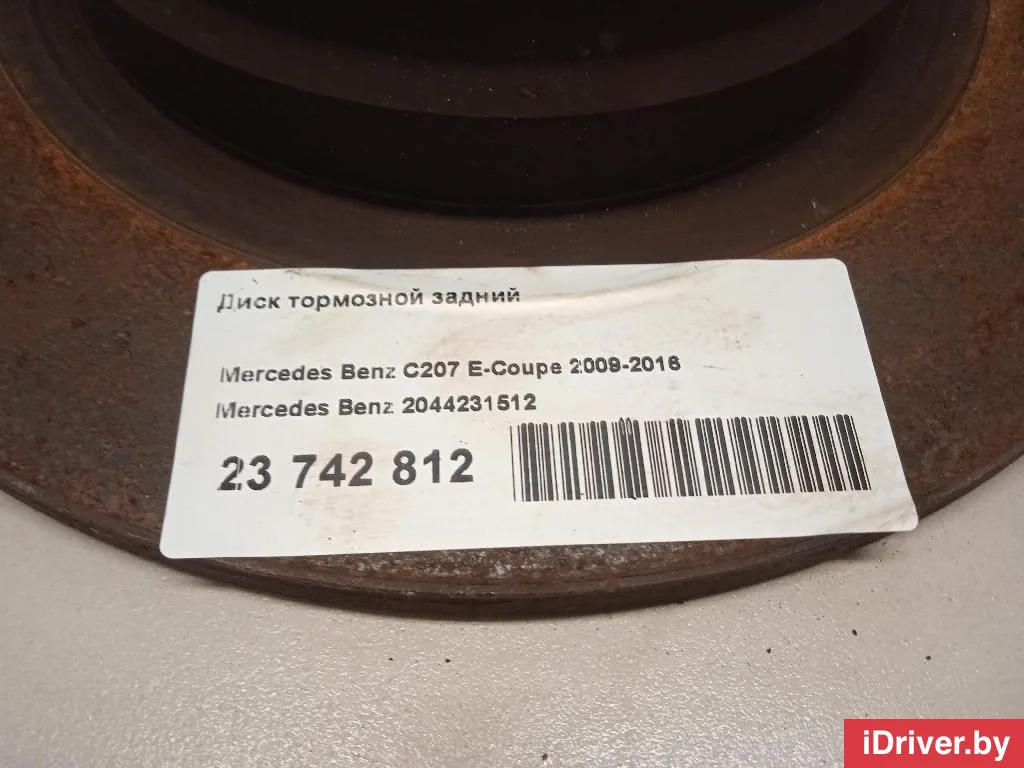 Диск тормозной задний
Mercedes Benz C207 E-Coupe 2009-2016
Mercedes Benz 2044231512
23 742 812
iDriver.by